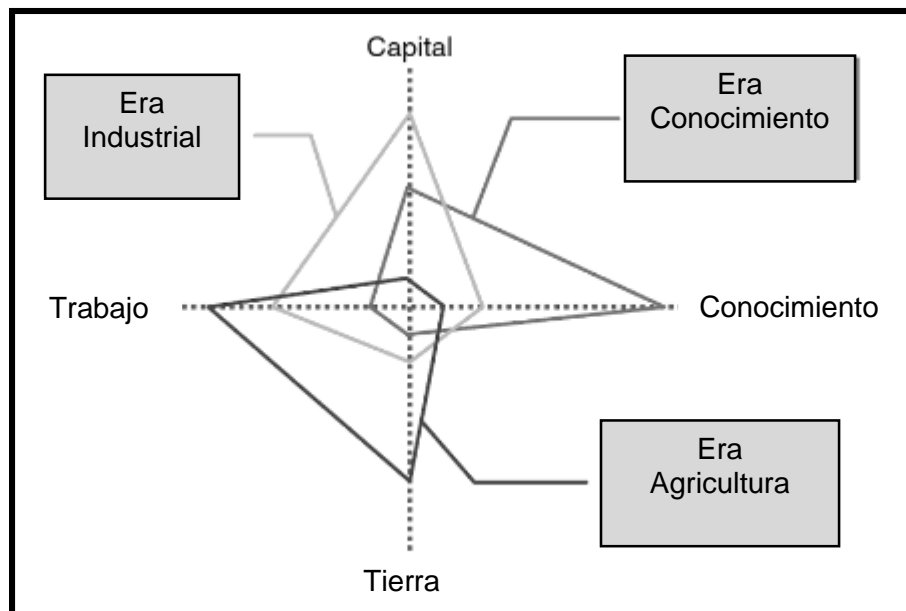 Capital
Era
Industrial
Era
Conocimiento
Trabajo
Conocimiento
Era
Agricultura
Tierra